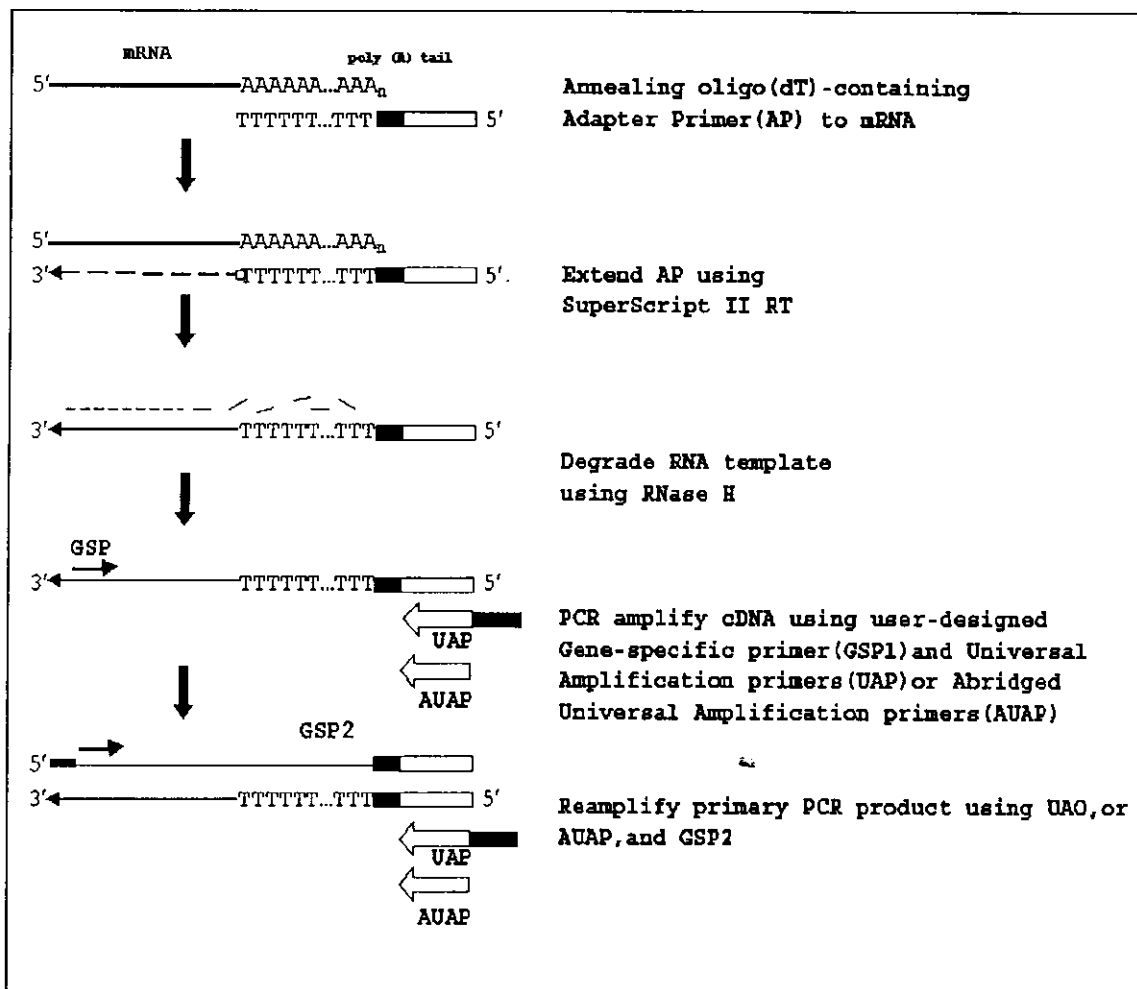 mRNA poly (A) tail
5' AAAAAA...AAAn
Annealing oligo(dT)-containing
TTTTTT...TTT 5'
Adapter Primer(AP) to mRNA
5' AAAAAA...AAAn
3' TTTTTT...TTT 5'.
Extend AP using
SuperScript II RT
3' TTTTTT...TTT 5'
Degrade RNA template
using RNase H
GSP
3' TTTTTT...TTT 5'
UAP
AUAP
PCR amplify cDNA using user-designed
Gene-specific primer(GSP1)and Universal
Amplification primers(UAP)or Abridged
Universal Amplification primers(AUAP)
GSP2
5'
3' TTTTTT...TTT 5'
Reamplify primary PCR product using UAO,or
AUAP,and GSP2
UAP
AUAP